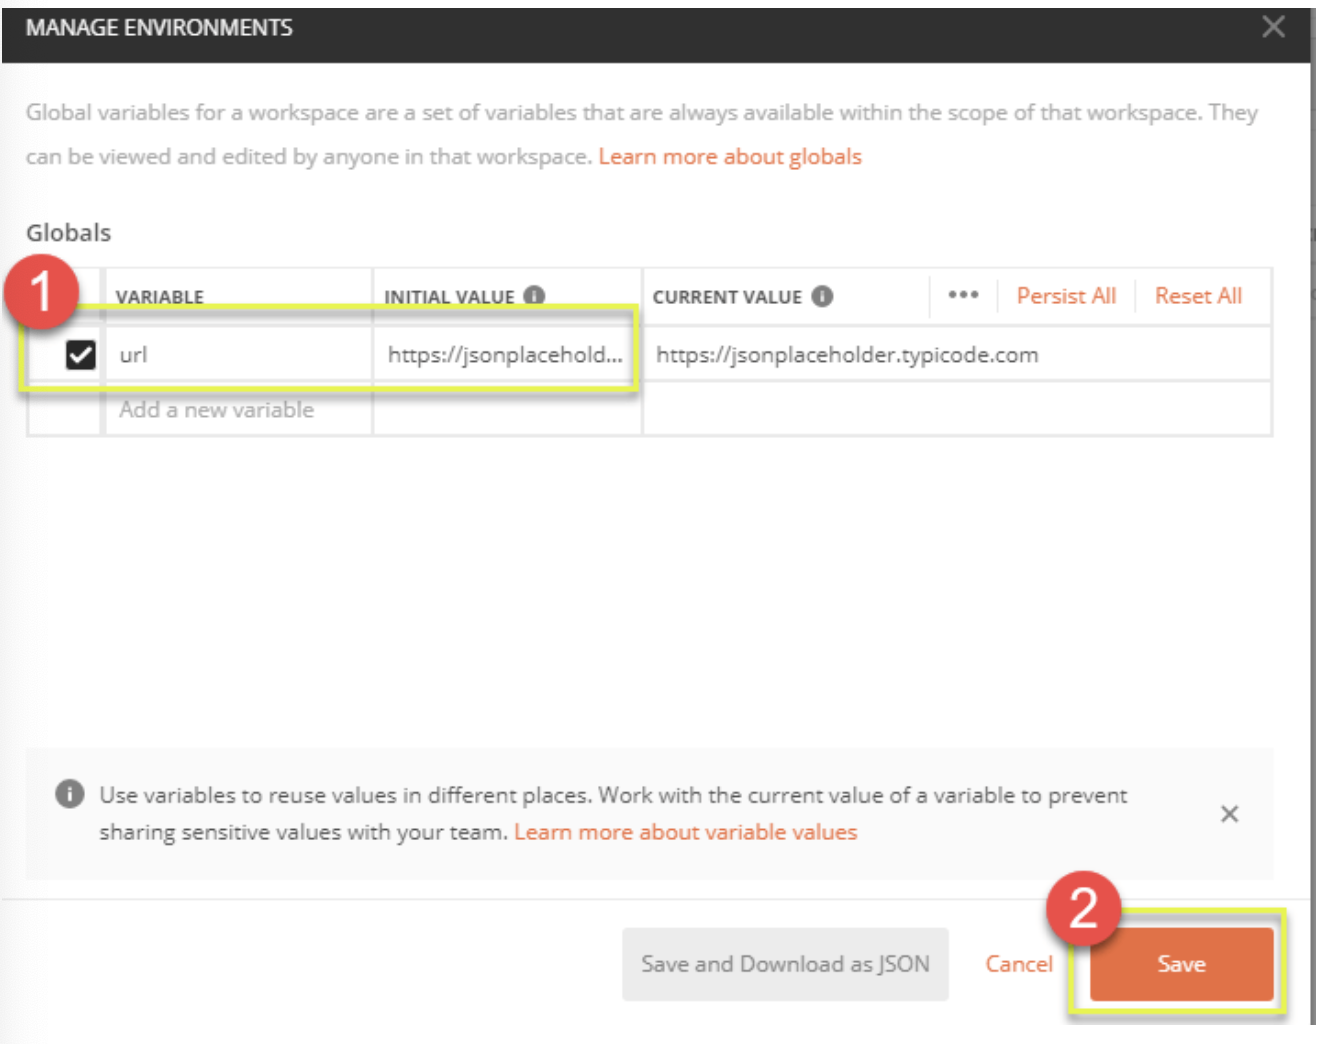 MANAGE ENVIRONMENTS
Global variables for a workspace are a set of variables that are always available within the scope of that workspace. They
can be viewed and edited by anyone in that workspace. Learn more about globals
Globals
1
VARIABLE INITIAL VALUE CURRENT VALUE ••• Persist All Reset All
url https://jsonplacehold... https://jsonplaceholder.typicode.com
Add a new variable
Use variables to reuse values in different places. Work with the current value of a variable to prevent
sharing sensitive values with your team. Learn more about variable values
2
Save and Download as JSON Cancel Save